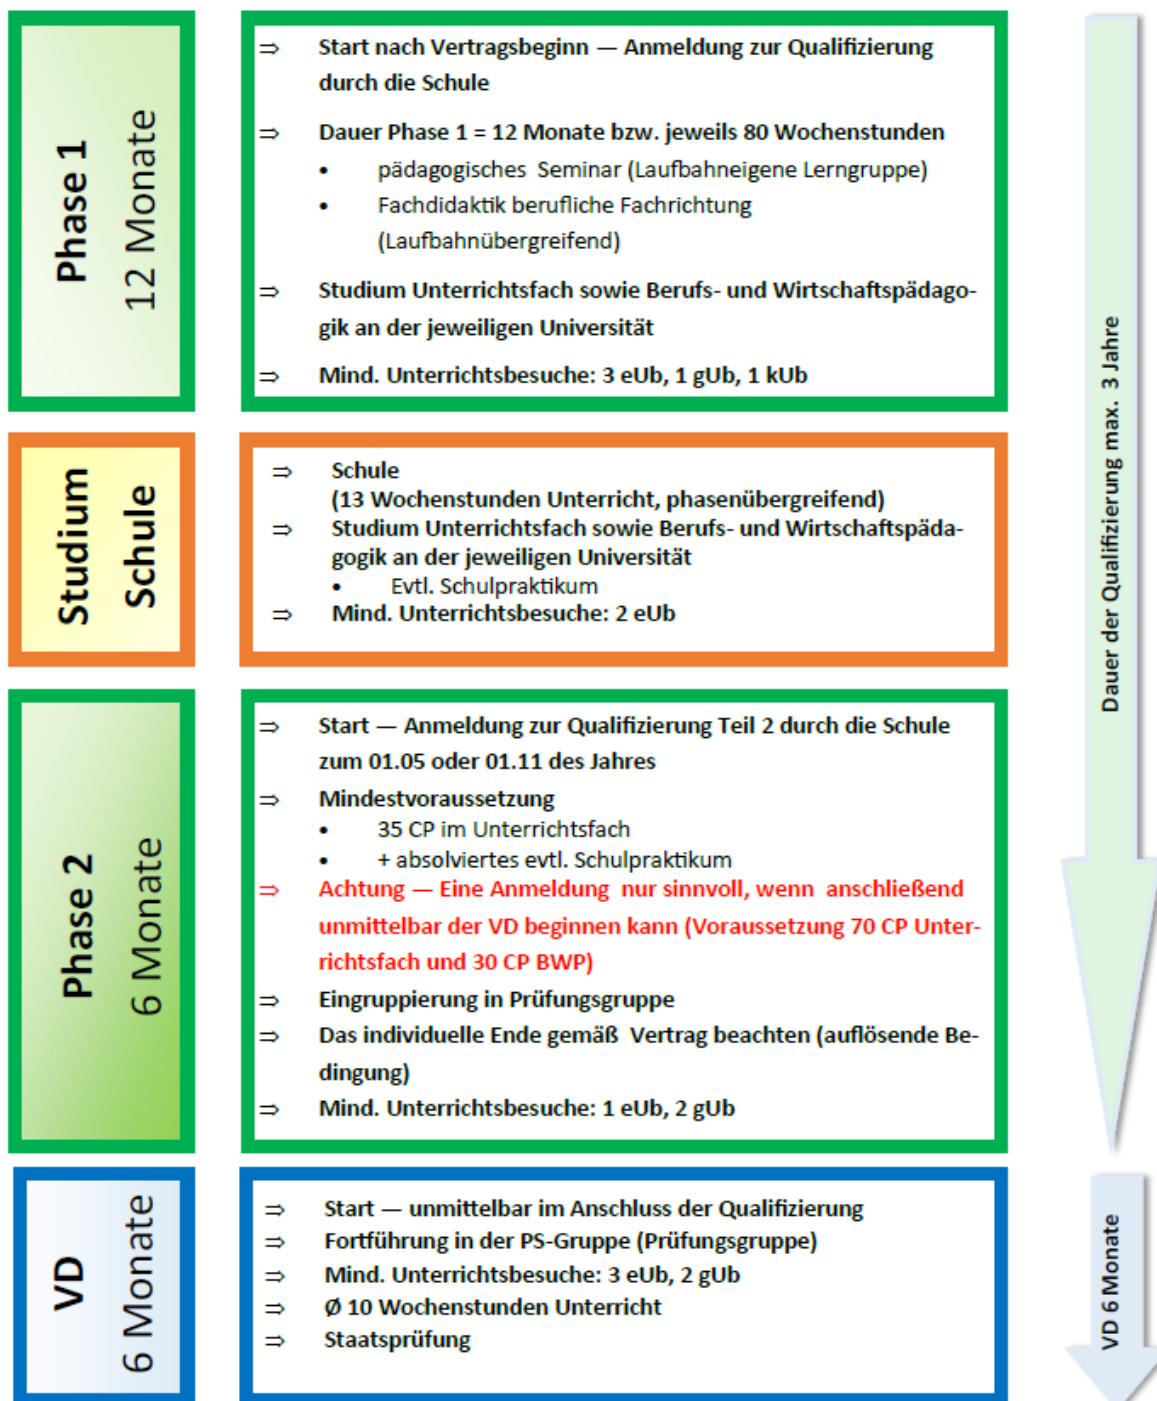 Phase 1
12 Monate
⇒ Start nach Vertragsbeginn — Anmeldung zur Qualifizierung
durch die Schule
⇒ Dauer Phase 1 = 12 Monate bzw. jeweils 80 Wochenstunden
• pädagogisches Seminar (Laufbahneigene Lerngruppe)
• Fachdidaktik berufliche Fachrichtung
(Laufbahnübergreifend)
⇒ Studium Unterrichtsfach sowie Berufs- und Wirtschaftspädago-
gik an der jeweiligen Universität
⇒ Mind. Unterrichtsbesuche: 3 eUb, 1 gUb, 1 kUb
Studium
Schule
⇒ Schule
(13 Wochenstunden Unterricht, phasenübergreifend)
⇒ Studium Unterrichtsfach sowie Berufs- und Wirtschaftspäda-
gogik an der jeweiligen Universität
• Evtl. Schulpraktikum
⇒ Mind. Unterrichtsbesuche: 2 eUb
Phase 2
6 Monate
⇒ Start — Anmeldung zur Qualifizierung Teil 2 durch die Schule
zum 01.05 oder 01.11 des Jahres
⇒ Mindestvoraussetzung
• 35 CP im Unterrichtsfach
• + absolviertes evtl. Schulpraktikum
⇒ Achtung — Eine Anmeldung nur sinnvoll, wenn anschließend
unmittelbar der VD beginnen kann (Voraussetzung 70 CP Unter-
richtsfach und 30 CP BWP)
⇒ Eingruppierung in Prüfungsgruppe
⇒ Das individuelle Ende gemäß Vertrag beachten (auflösende Be-
dingung)
⇒ Mind. Unterrichtsbesuche: 1 eUb, 2 gUb
VD
6 Monate
⇒ Start — unmittelbar im Anschluss der Qualifizierung
⇒ Fortführung in der PS-Gruppe (Prüfungsgruppe)
⇒ Mind. Unterrichtsbesuche: 3 eUb, 2 gUb
⇒ Ø 10 Wochenstunden Unterricht
⇒ Staatsprüfung
Dauer der Qualifizierung max. 3 Jahre
VD 6 Monate